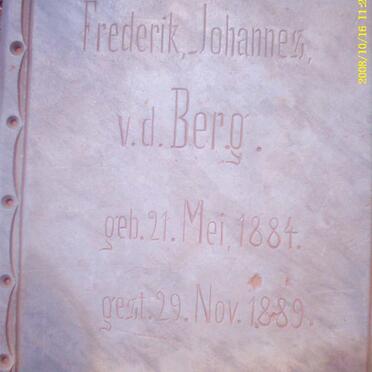 Frederik, Johannes,
v.d. Berg.
geb. 21. Mei, 1884.
gest. 29. Nov. 1889.
2008/10/16